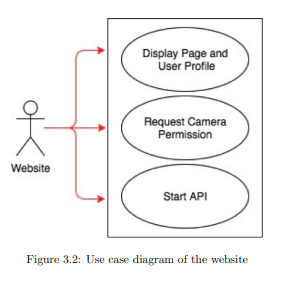 Display Page and
User Profile
Request Camera
Permission
Website
Start API
Figure 3.2: Use case diagram of the website